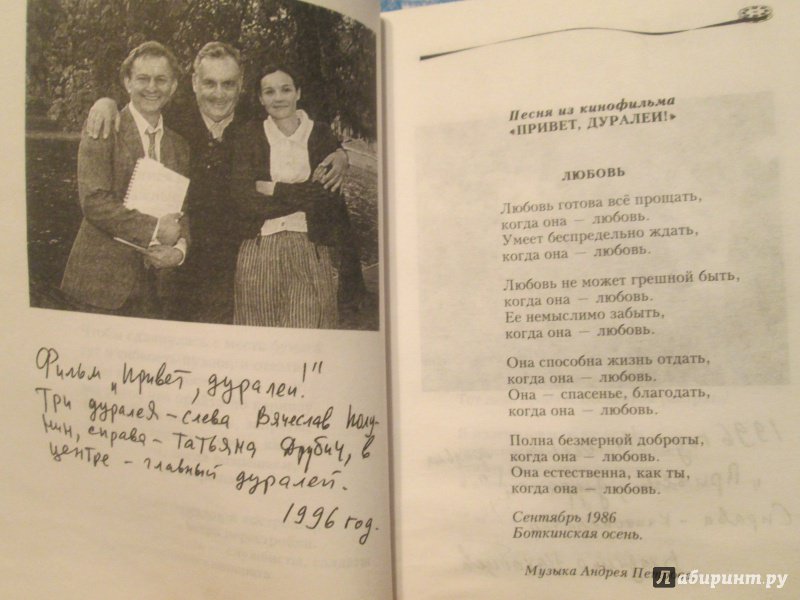 Фильм „Привет, дуралеи!"
Три дуралея – слева Вячеслав Полу-
нин, справа – Татьяна Друбич, в
центре – главный дуралей.
1996 год.
Песня из кинофильма
«ПРИВЕТ, ДУРАЛЕИ!»
ЛЮБОВЬ
Любовь готова всё прощать,
когда она — любовь.
Умеет беспредельно ждать,
когда она — любовь.
Любовь не может грешной быть,
когда она — любовь.
Ее немыслимо забыть,
когда она — любовь.
Она способна жизнь отдать,
когда она — любовь.
Она — спасенье, благодать,
когда она — любовь.
Полна безмерной доброты,
когда она — любовь.
Она естественна, как ты,
когда она — любовь.
Сентябрь 1986
Боткинская осень.
Музыка Андрея
Лабиринт.ру